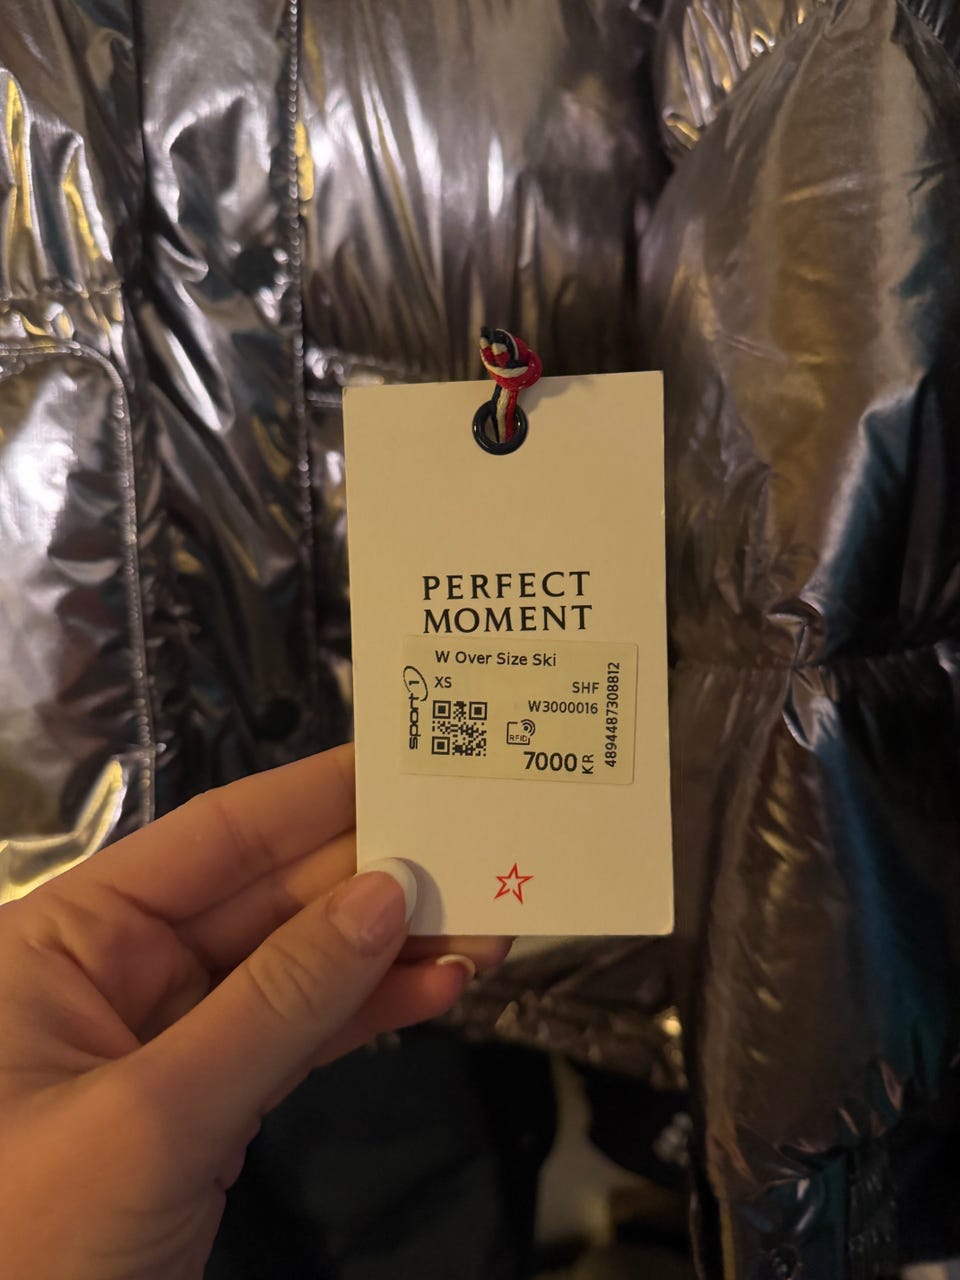 PERFECT
MOMENT
W Over Size Ski
XS
SHF
W3000016
sport 1
RFID
7000 KR
4894487308812